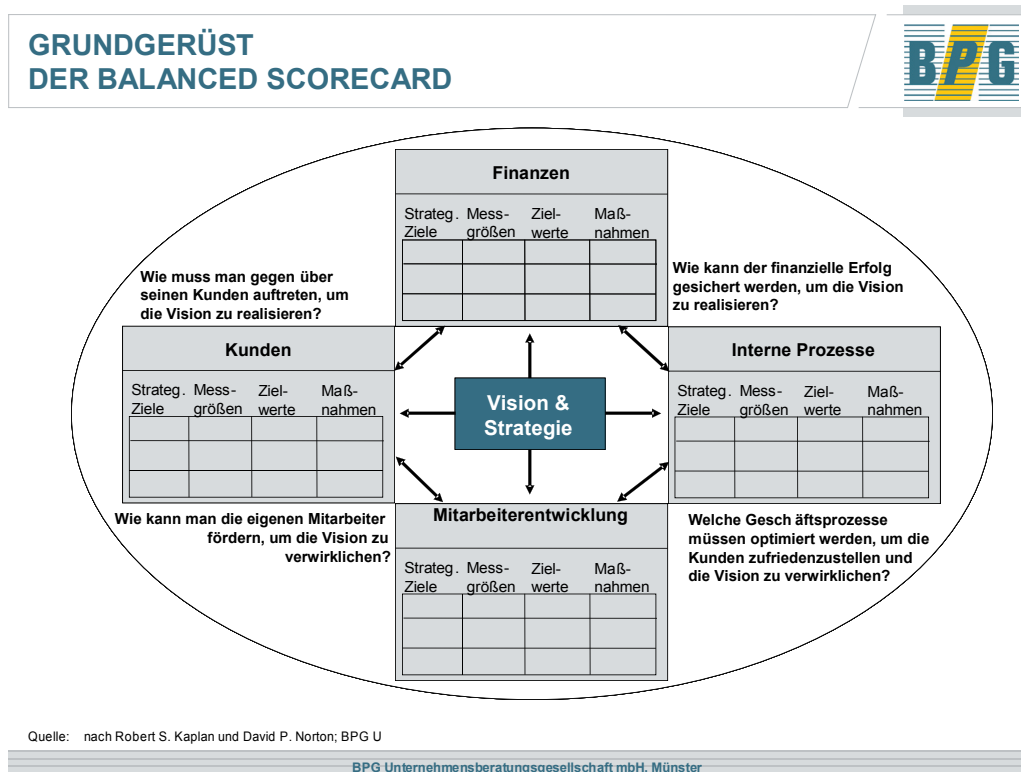 GRUNDGERÜST
DER BALANCED SCORECARD
BPG
Finanzen
Strateg. Mess- Ziel- Maß-
Ziele größen werte nahmen
Wie muss man gegen über
seinen Kunden auftreten, um
die Vision zu realisieren?
Wie kann der finanzielle Erfolg
gesichert werden, um die Vision
zu realisieren?
Kunden
Strateg. Mess- Ziel- Maß-
Ziele größen werte nahmen
Vision &
Strategie
Interne Prozesse
Strateg. Mess- Ziel- Maß-
Ziele größen werte nahmen
Wie kann man die eigenen Mitarbeiter
fördern, um die Vision zu
verwirklichen?
Mitarbeiterentwicklung
Strateg. Mess- Ziel- Maß-
Ziele größen werte nahmen
Welche Gesch äftsprozesse
müssen optimiert werden, um die
Kunden zufriedenzustellen und
die Vision zu verwirklichen?
Quelle: nach Robert S. Kaplan und David P. Norton; BPG U
BPG Unternehmensberatungsgesellschaft mbH, Münster